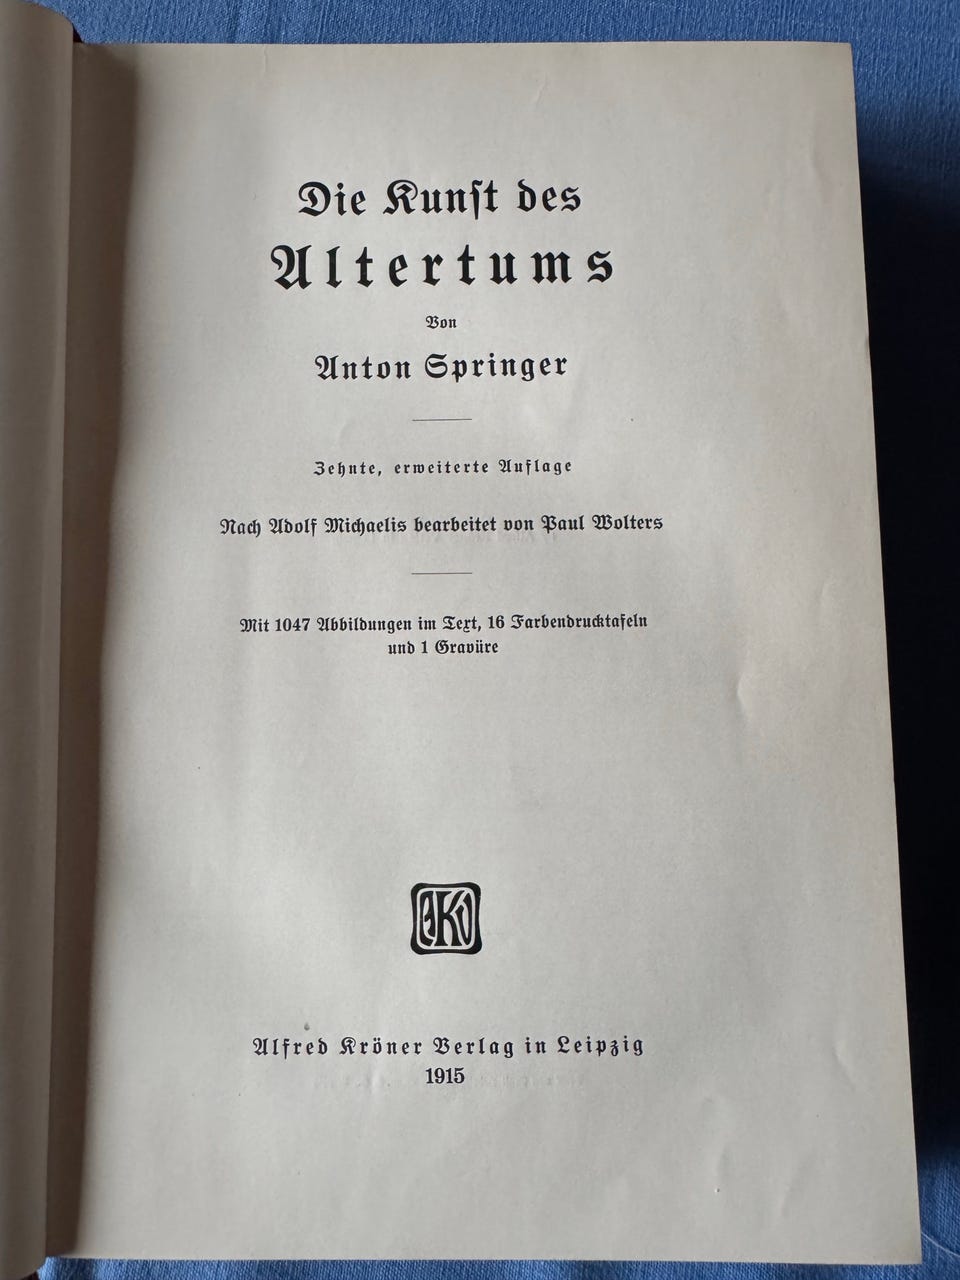 Die Kunſt des
Altertums
Von
Anton Springer
Zehnte, erweiterte Auflage
Nach Adolf Michaelis bearbeitet von Paul Wolters
Mit 1047 Abbildungen im Text, 16 Farbendrucktafeln
und 1 Gravüre
AKV
Alfred Kröner Verlag in Leipzig
1915